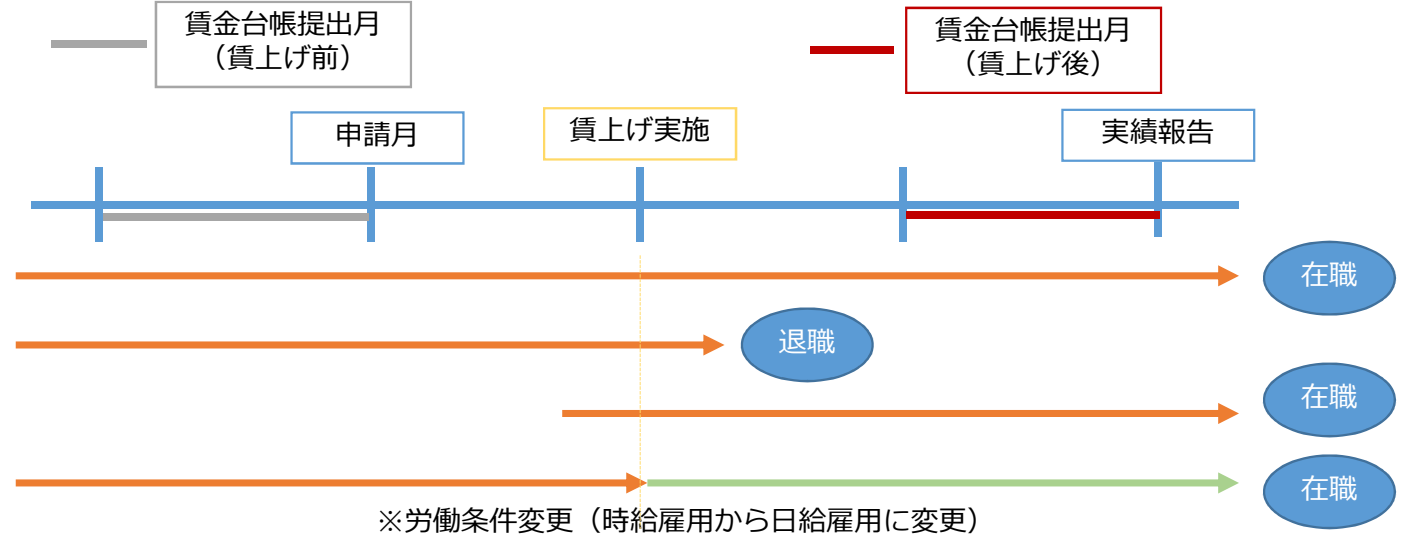 賃金台帳提出月
（賃上げ前）
賃金台帳提出月
（賃上げ後）
申請月
賃上げ実施
実績報告
在職
退職
在職
在職
※労働条件変更（時給雇用から日給雇用に変更）